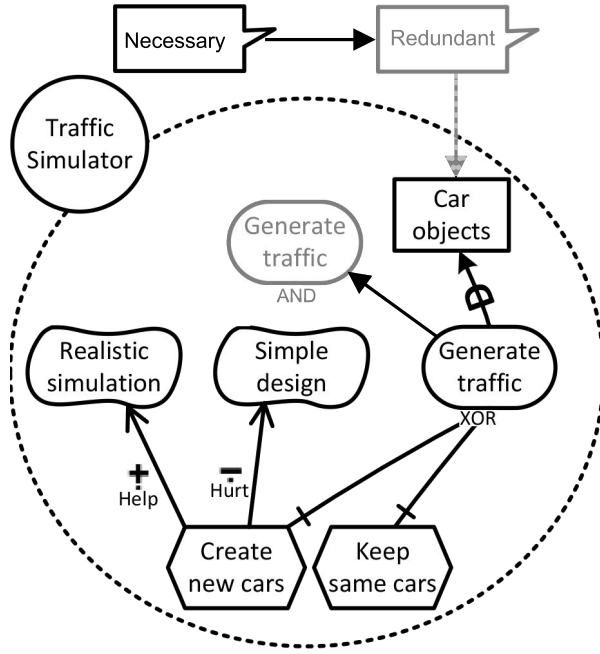 Necessary
Redundant
Traffic
Simulator
Car
objects
Generate
traffic
AND
Realistic
simulation
Simple
design
Generate
traffic
XOR
+
Help
-
Hurt
D
Create
new cars
Keep
same cars